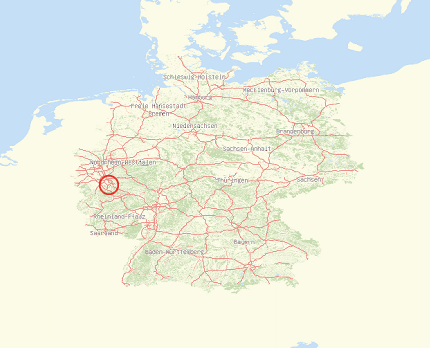 Schleswig-Holstein
Mecklenburg-Vorpommern
Hamburg
Freie Hansestadt
Bremen
Niedersachsen
Brandenburg
Sachsen-Anhalt
Nordrhein-Westfalen
Thüringen
Sachsen
Rheinland-Pfalz
Saarland
Bayern
Baden-Württemberg